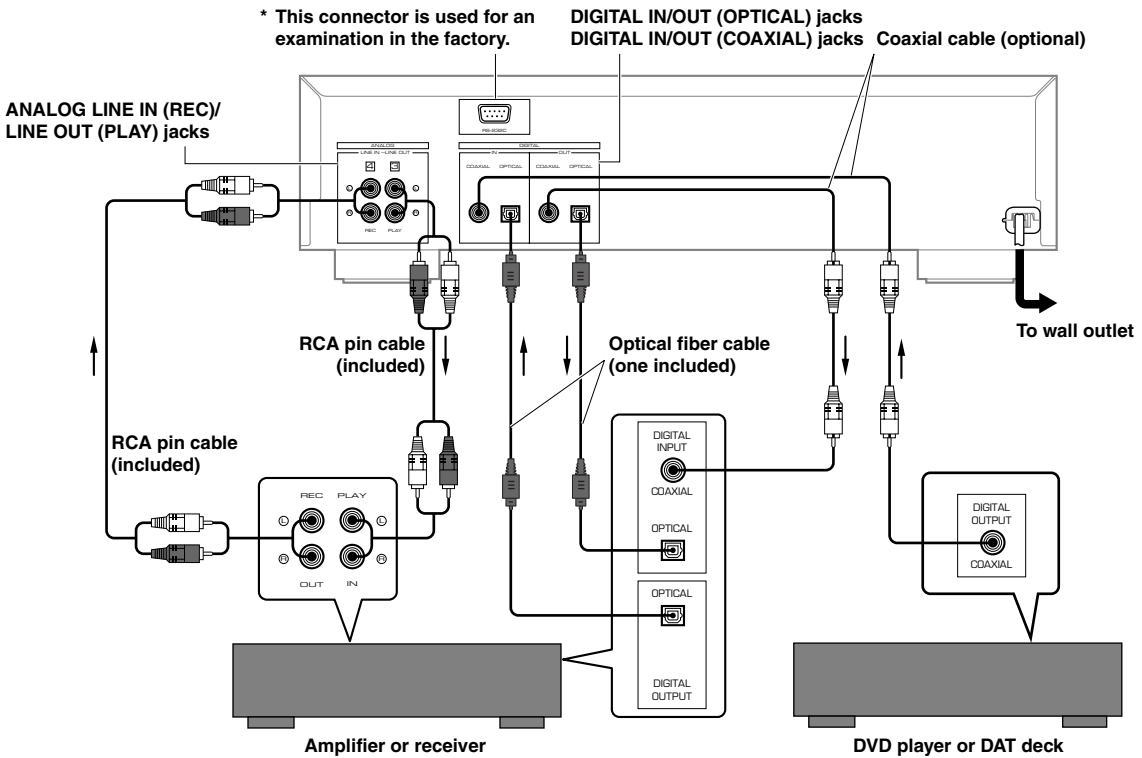 * This connector is used for an
examination in the factory.
DIGITAL IN/OUT (OPTICAL) jacks
DIGITAL IN/OUT (COAXIAL) jacks
Coaxial cable (optional)
ANALOG LINE IN (REC)/
LINE OUT (PLAY) jacks
RS-232C
ANALOG
LINE IN
LINE OUT
4
3
L
L
R
R
REC
PLAY
DIGITAL
IN
OUT
COAXIAL
OPTICAL
COAXIAL
OPTICAL
To wall outlet
RCA pin cable
(included)
Optical fiber cable
(one included)
RCA pin cable
(included)
REC
PLAY
L
L
R
R
OUT
IN
DIGITAL
INPUT
COAXIAL
OPTICAL
OPTICAL
DIGITAL
OUTPUT
DIGITAL
OUTPUT
COAXIAL
Amplifier or receiver
DVD player or DAT deck